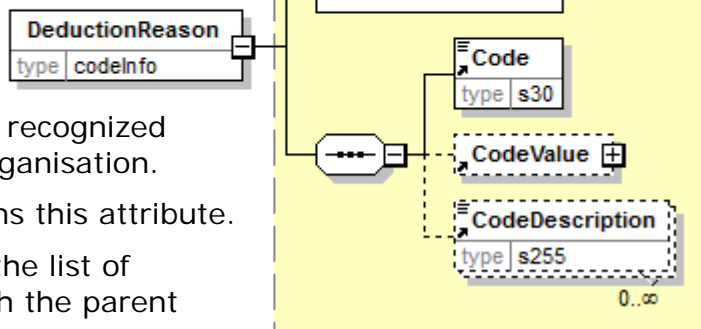 DeductionReason
type codeInfo
recognized
ganisation.
ns this attribute.
he list of
h the parent
Code
type s30
CodeValue
CodeDescription
type s255
0..∞